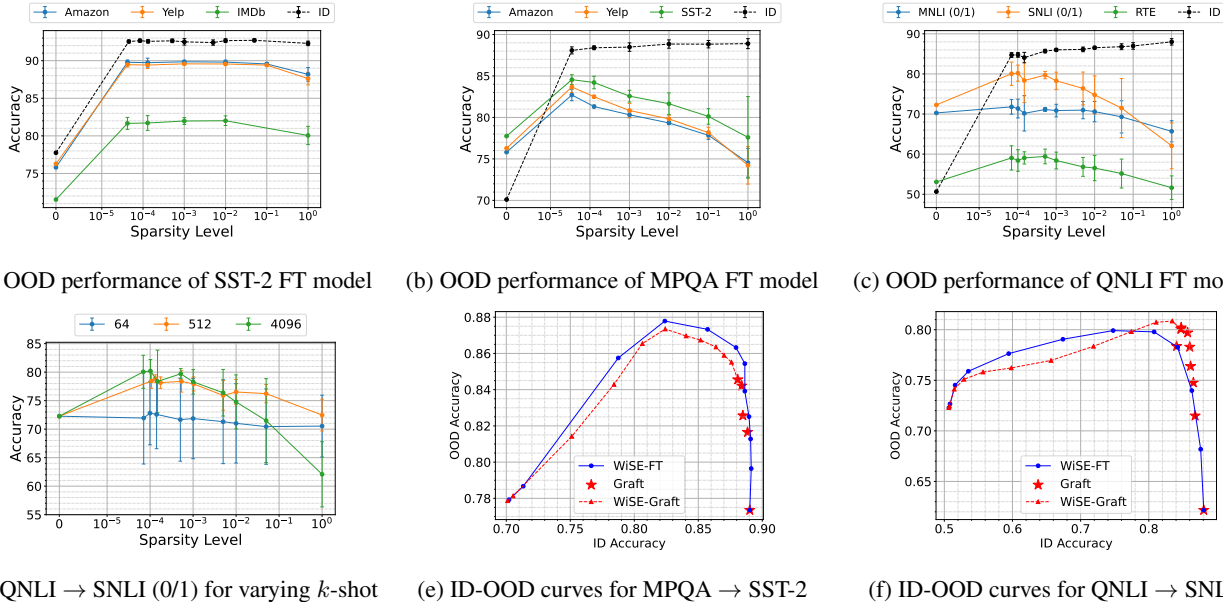 Amazon Yelp IMDb ID
Accuracy
90
85
80
75
0 10⁻⁵ 10⁻⁴ 10⁻³ 10⁻² 10⁻¹ 10⁰
Sparsity Level
OOD performance of SST-2 FT model
Amazon Yelp SST-2 ID
Accuracy
90
85
80
75
70
0 10⁻⁵ 10⁻⁴ 10⁻³ 10⁻² 10⁻¹ 10⁰
Sparsity Level
(b) OOD performance of MPQA FT model
MNLI (0/1) SNLI (0/1) RTE ID
Accuracy
90
80
70
60
50
0 10⁻⁵ 10⁻⁴ 10⁻³ 10⁻² 10⁻¹ 10⁰
Sparsity Level
(c) OOD performance of QNLI FT mo
64 512 4096
Accuracy
85
80
75
70
65
60
55
0 10⁻⁵ 10⁻⁴ 10⁻³ 10⁻² 10⁻¹ 10⁰
Sparsity Level
QNLI → SNLI (0/1) for varying k-shot
OOD Accuracy
0.88
0.86
0.84
0.82
0.80
0.78
WiSE-FT
Graft
WiSE-Graft
0.70 0.75 0.80 0.85 0.90
ID Accuracy
(e) ID-OOD curves for MPQA → SST-2
OOD Accuracy
0.80
0.75
0.70
0.65
WiSE-FT
Graft
WiSE-Graft
0.5 0.6 0.7 0.8
ID Accuracy
(f) ID-OOD curves for QNLI → SNL